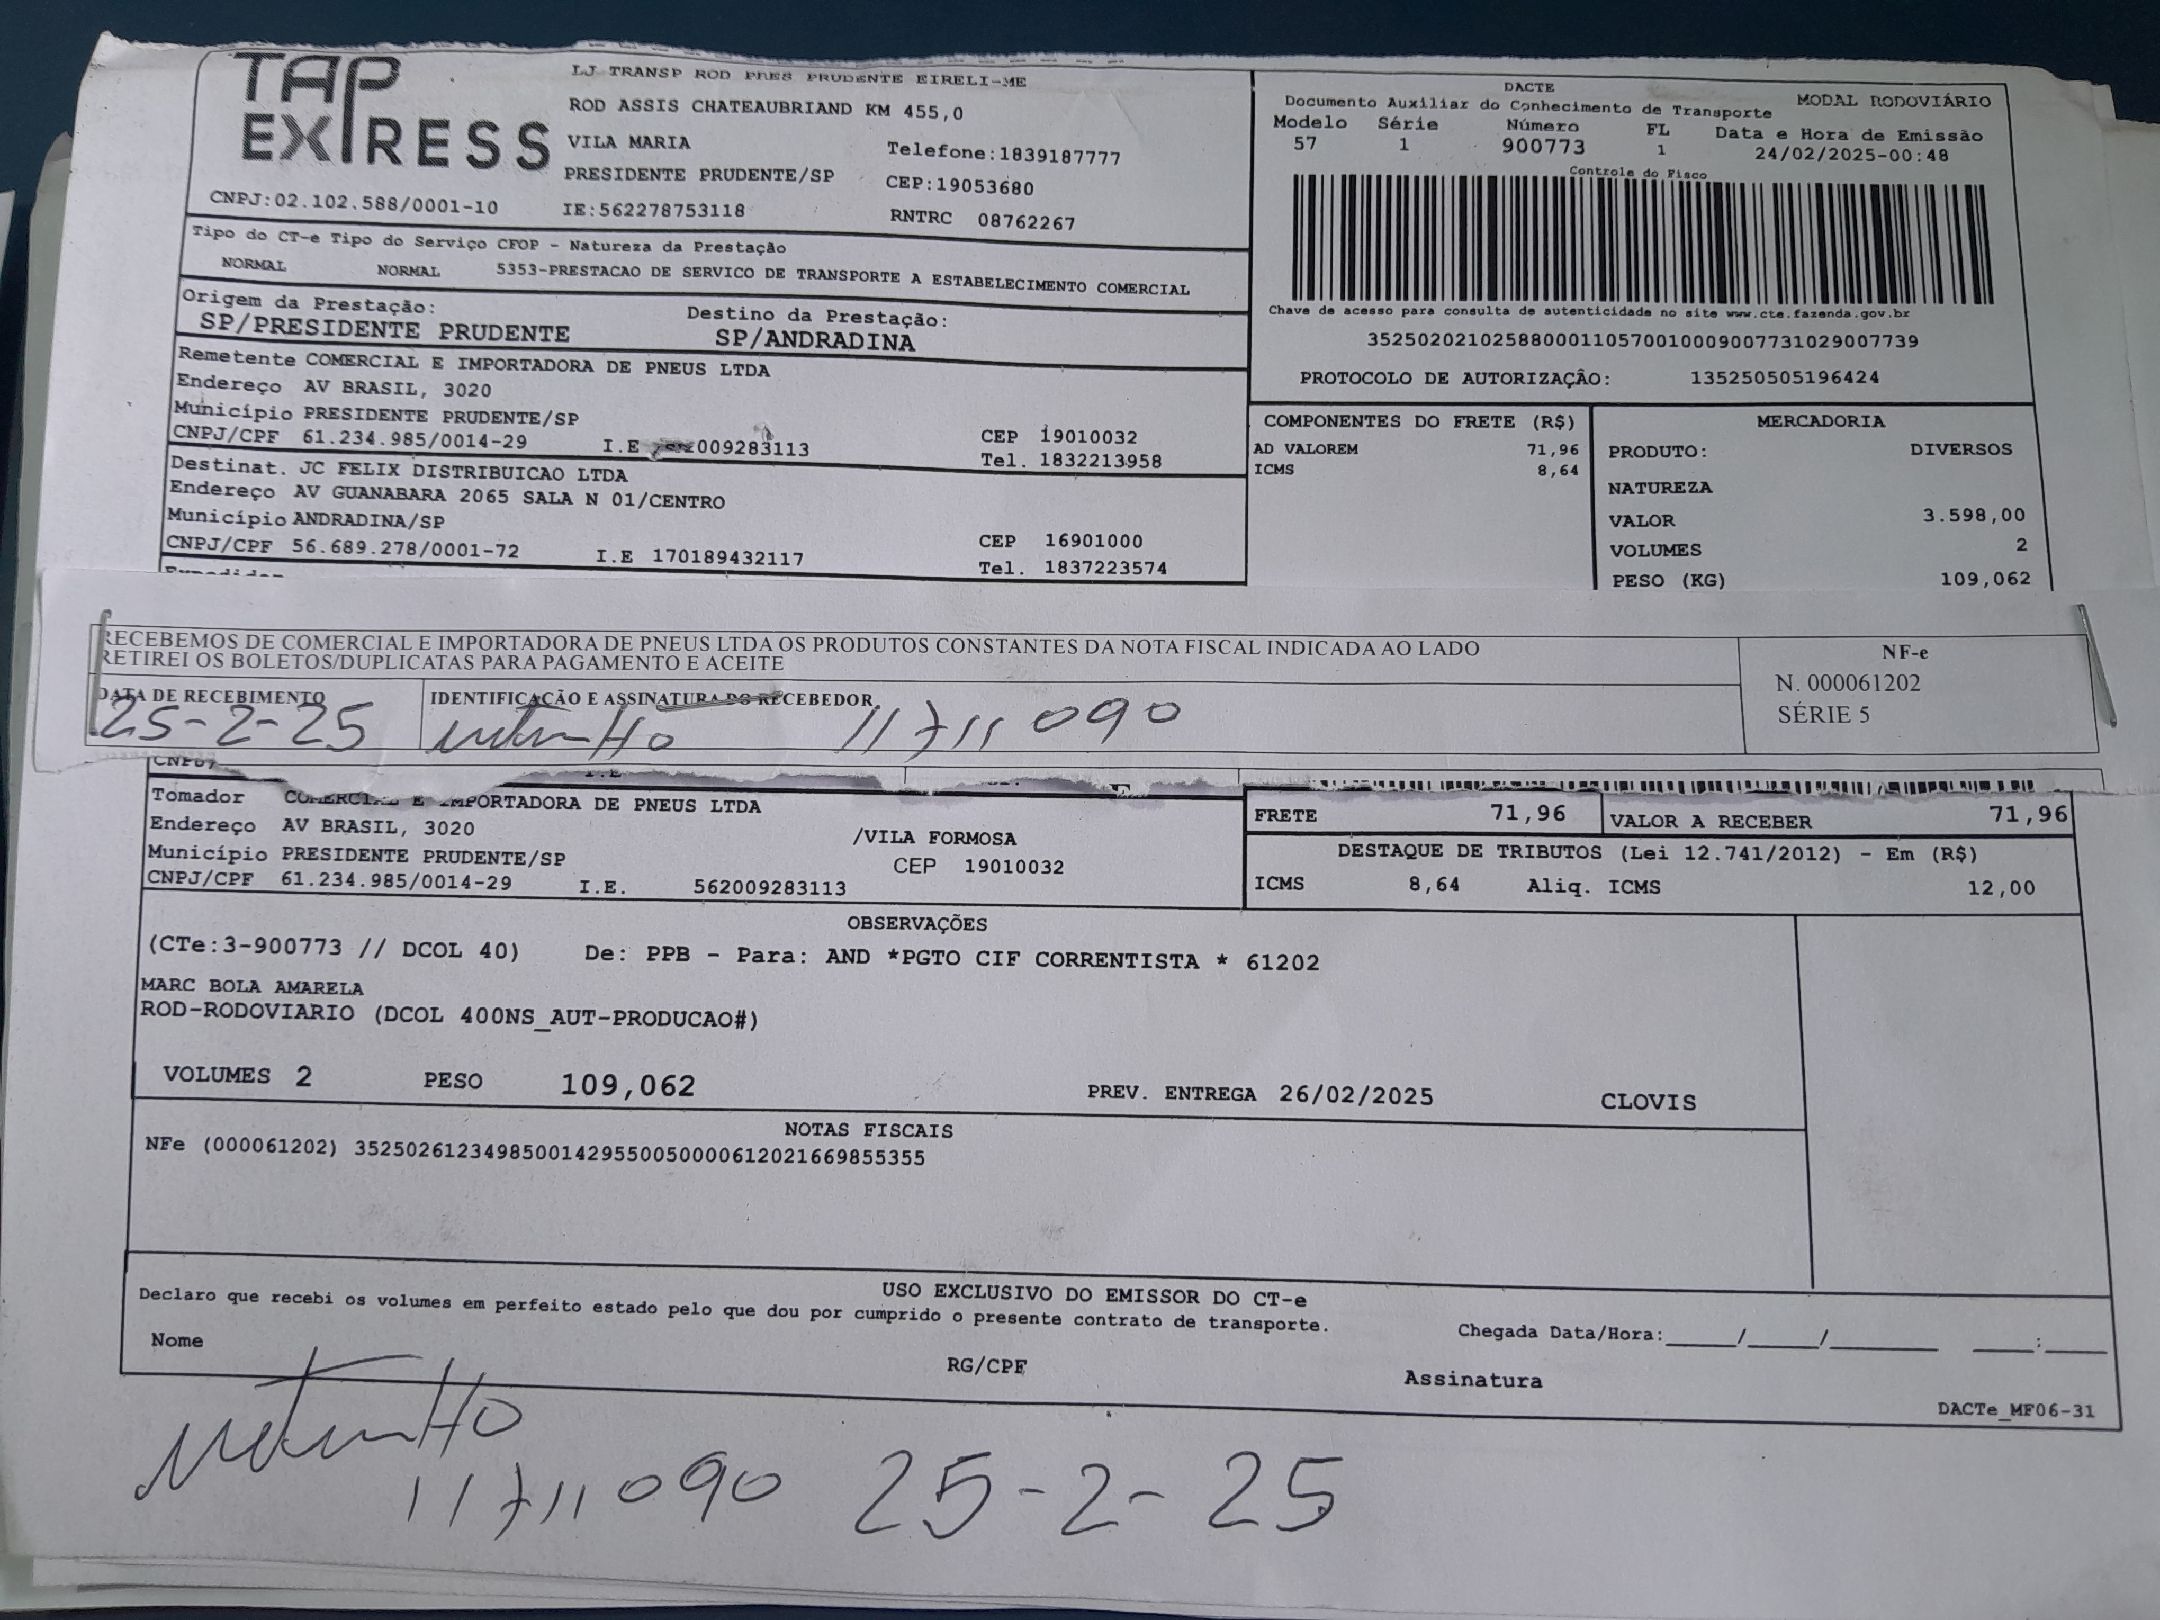 TAP EXPRESS
LJ TRANSP ROD PRES PRUDENTE EIRELI-ME
ROD ASSIS CHATEAUBRIAND KM 455,0
VILA MARIA
Telefone:1839187777
PRESIDENTE PRUDENTE/SP
CEP:19053680
CNPJ:02.102.588/0001-10
IE:562278753118
RNTRC 08762267
DACTE
Documento Auxiliar do Conhecimento de Transporte
MODAL RODOVIÁRIO
Modelo Série Número FL Data e Hora de Emissão
57 1 900773 1 24/02/2025-00:48
Controle do Fisco
Chave de acesso para consulta de autenticidade no site www.cte.fazenda.gov.br
35250202102588000110570010009007731029007739
PROTOCOLO DE AUTORIZAÇÂO: 135250505196424
Tipo do CT-e Tipo do Serviço CFOP - Natureza da Prestação
NORMAL NORMAL 5353-PRESTACAO DE SERVICO DE TRANSPORTE A ESTABELECIMENTO COMERCIAL
Origem da Prestação: Destino da Prestação:
SP/PRESIDENTE PRUDENTE SP/ANDRADINA
Remetente COMERCIAL E IMPORTADORA DE PNEUS LTDA
Endereço AV BRASIL, 3020
Município PRESIDENTE PRUDENTE/SP
CEP 19010032
CNPJ/CPF 61.234.985/0014-29 I.E 009283113
Tel. 1832213958
Destinat. JC FELIX DISTRIBUICAO LTDA
Endereço AV GUANABARA 2065 SALA N 01/CENTRO
Município ANDRADINA/SP
CEP 16901000
CNPJ/CPF 56.689.278/0001-72 I.E 170189432117
Tel. 1837223574
COMPONENTES DO FRETE (R$)
AD VALOREM 71,96
ICMS 8,64
MERCADORIA
PRODUTO: DIVERSOS
NATUREZA
VALOR 3.598,00
VOLUMES 2
PESO (KG) 109,062
RECEBEMOS DE COMERCIAL E IMPORTADORA DE PNEUS LTDA OS PRODUTOS CONSTANTES DA NOTA FISCAL INDICADA AO LADO
RETIREI OS BOLETOS/DUPLICATAS PARA PAGAMENTO E ACEITE
DATA DE RECEBIMENTO
IDENTIFICAÇÃO E ASSINATURA DO RECEBEDOR
25-2-25
11711090
NF-e
N. 000061202
SÉRIE 5
Tomador COMERCIAL E IMPORTADORA DE PNEUS LTDA
Endereço AV BRASIL, 3020 /VILA FORMOSA
Município PRESIDENTE PRUDENTE/SP CEP 19010032
CNPJ/CPF 61.234.985/0014-29 I.E. 562009283113
FRETE 71,96 VALOR A RECEBER 71,96
DESTAQUE DE TRIBUTOS (Lei 12.741/2012) - Em (R$)
ICMS 8,64 Aliq. ICMS 12,00
OBSERVAÇÕES
(CTe:3-900773 // DCOL 40) De: PPB - Para: AND *PGTO CIF CORRENTISTA * 61202
MARC BOLA AMARELA
ROD-RODOVIARIO (DCOL 400NS_AUT-PRODUCAO#)
VOLUMES 2 PESO 109,062 PREV. ENTREGA 26/02/2025 CLOVIS
NOTAS FISCAIS
NFe (000061202) 35250261234985001429550050000612021669855355
USO EXCLUSIVO DO EMISSOR DO CT-e
Declaro que recebi os volumes em perfeito estado pelo que dou por cumprido o presente contrato de transporte.
Nome
RG/CPF
Chegada Data/Hora:____/____/______ ___:___
Assinatura
DACTe_MF06-31
11711090 25-2-25